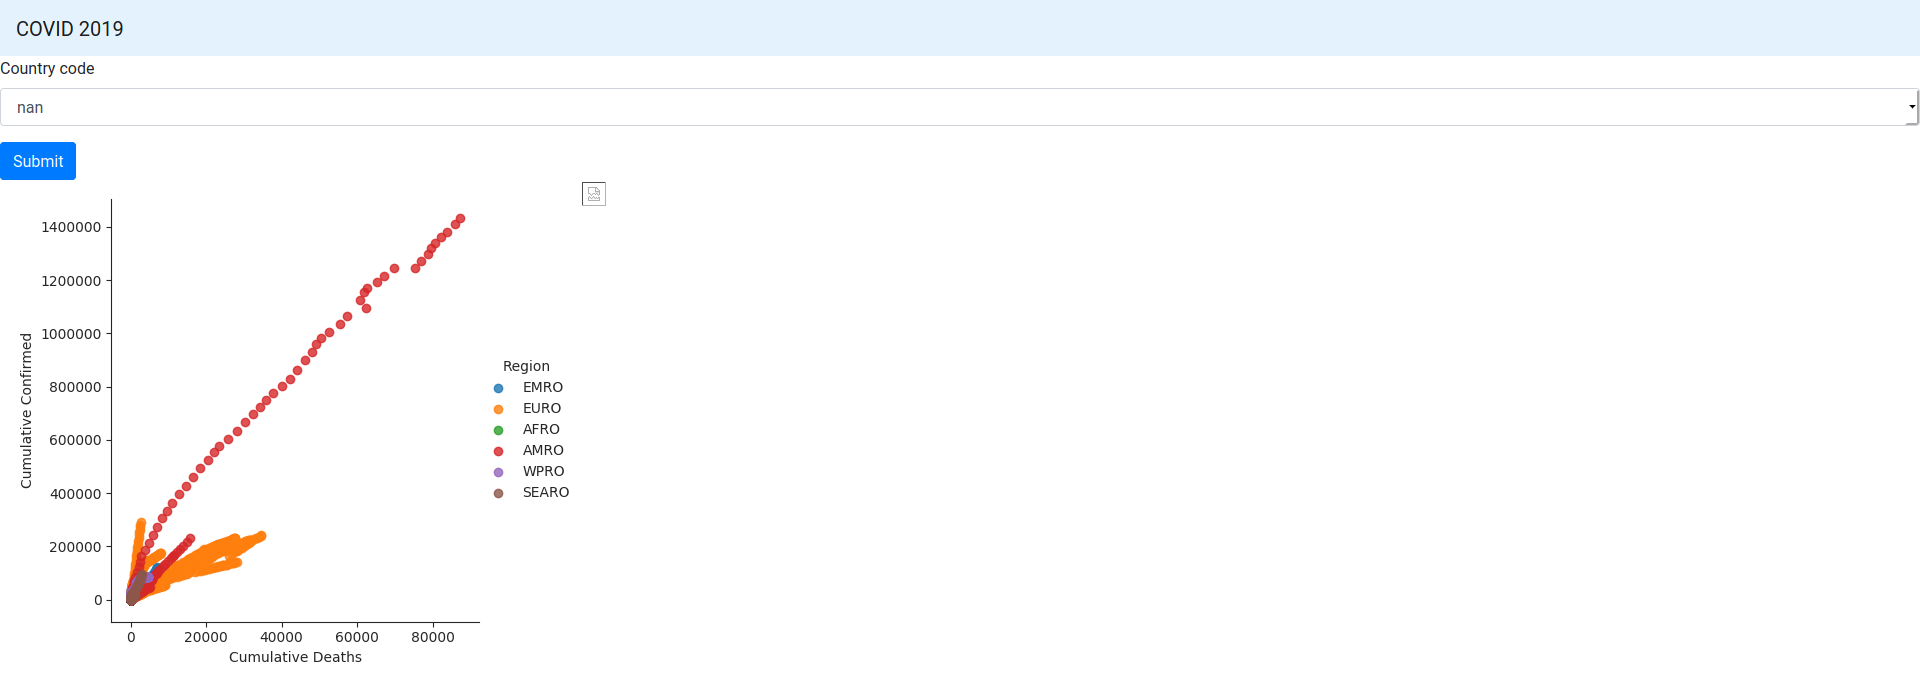 COVID 2019
Country code
nan
Submit
1400000
1200000
1000000
800000
600000
400000
200000
0
Cumulative Confirmed
0 20000 40000 60000 80000
Cumulative Deaths
Region
EMRO
EURO
AFRO
AMRO
WPRO
SEARO